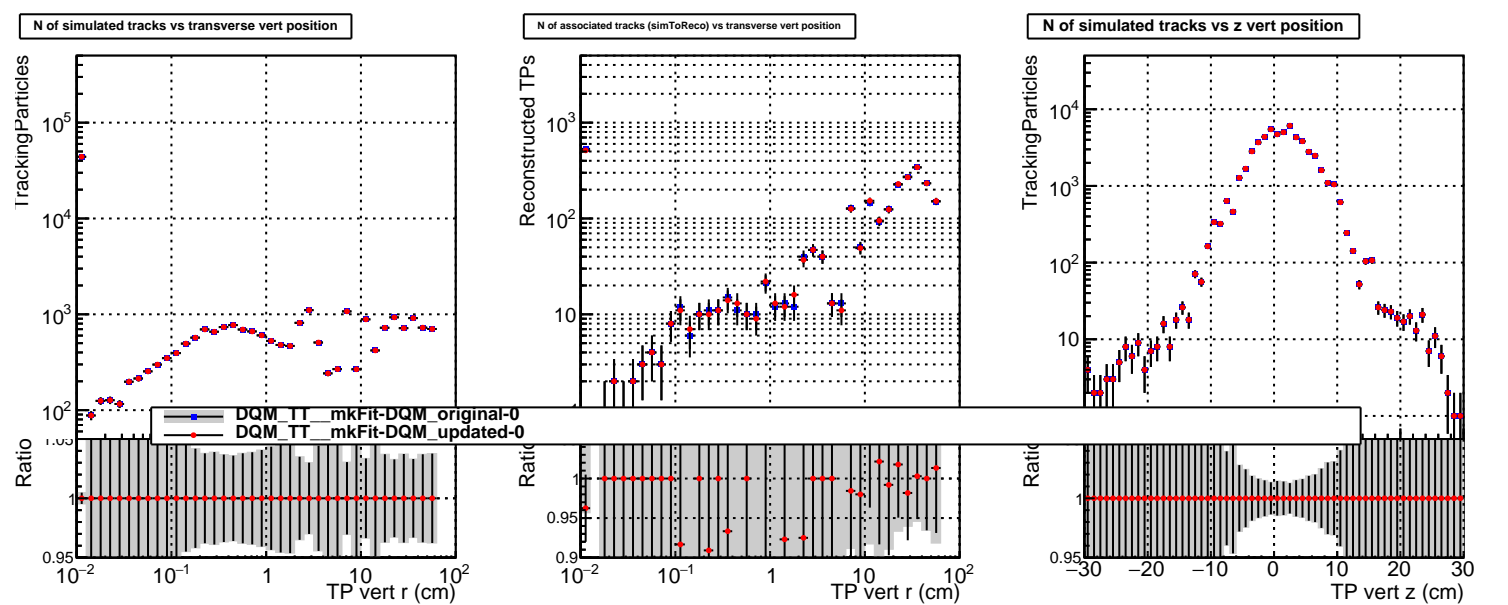 N of simulated tracks vs transverse vert position
TrackingParticles
10^5
10^4
10^3
10^2
Ratio
1.05
1
0.95
10^−2
10^−1
1
10
10^2
TP vert r (cm)
N of associated tracks (simToReco) vs transverse vert position
Reconstructed TPs
10^3
10^2
10
1
Ratio
1
0.95
0.9
10^−2
10^−1
1
10
10^2
TP vert r (cm)
N of simulated tracks vs z vert position
TrackingParticles
10^4
10^3
10^2
10
Ratio
1
0.95
−30
−20
−10
0
10
20
30
TP vert z (cm)
DQM_TT__mkFit-DQM_original-0
DQM_TT__mkFit-DQM_updated-0